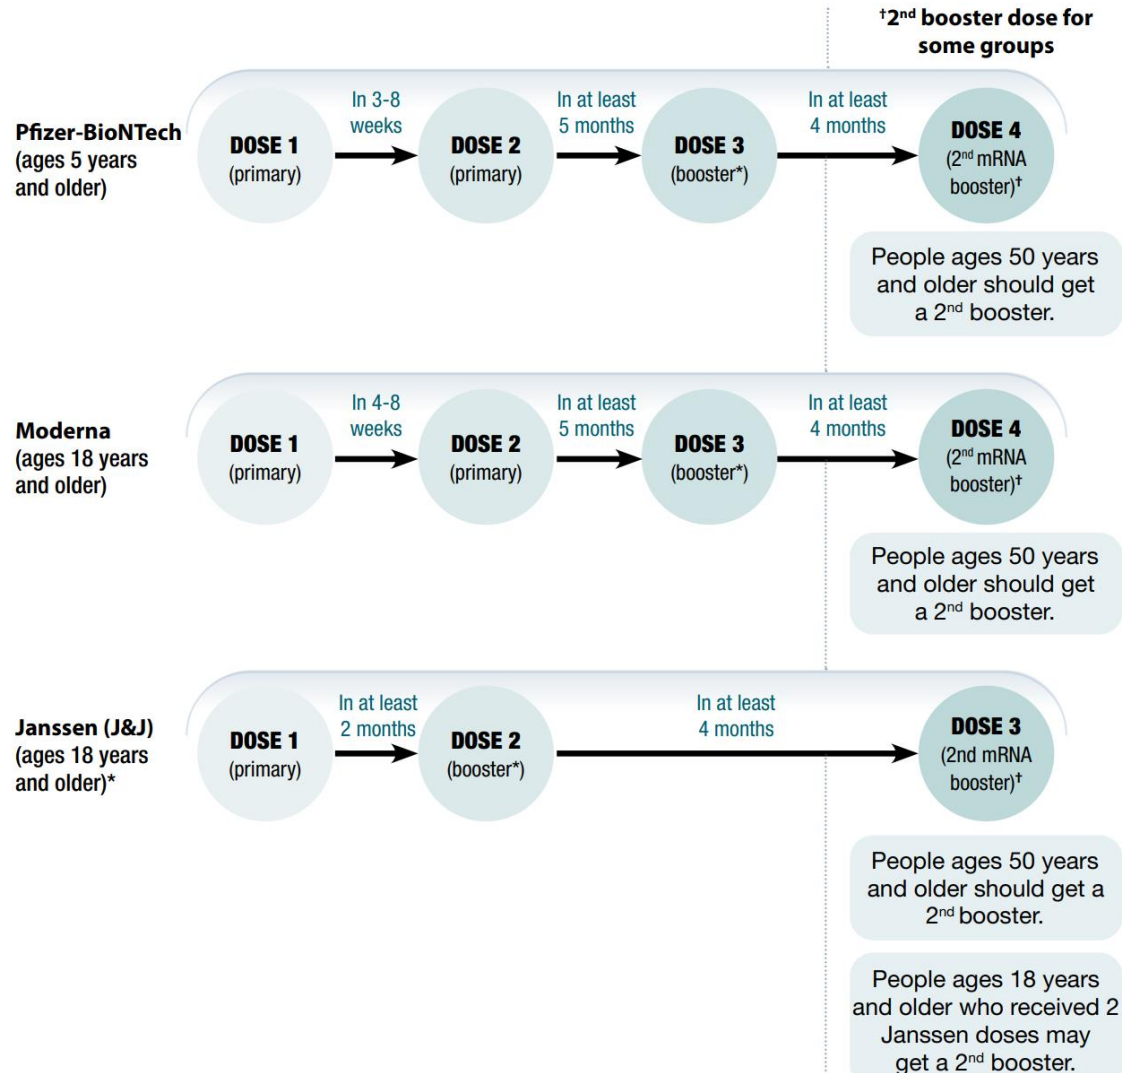 †2nd booster dose for
some groups
Pfizer-BioNTech
(ages 5 years
and older)
DOSE 1
(primary)
In 3-8
weeks
DOSE 2
(primary)
In at least
5 months
DOSE 3
(booster*)
In at least
4 months
DOSE 4
(2nd mRNA
booster)†
People ages 50 years
and older should get
a 2nd booster.
Moderna
(ages 18 years
and older)
DOSE 1
(primary)
In 4-8
weeks
DOSE 2
(primary)
In at least
5 months
DOSE 3
(booster*)
In at least
4 months
DOSE 4
(2nd mRNA
booster)†
People ages 50 years
and older should get
a 2nd booster.
Janssen (J&J)
(ages 18 years
and older)*
DOSE 1
(primary)
In at least
2 months
DOSE 2
(booster*)
In at least
4 months
DOSE 3
(2nd mRNA
booster)†
People ages 50 years
and older should get a
2nd booster.
People ages 18 years
and older who received 2
Janssen doses may
get a 2nd booster.